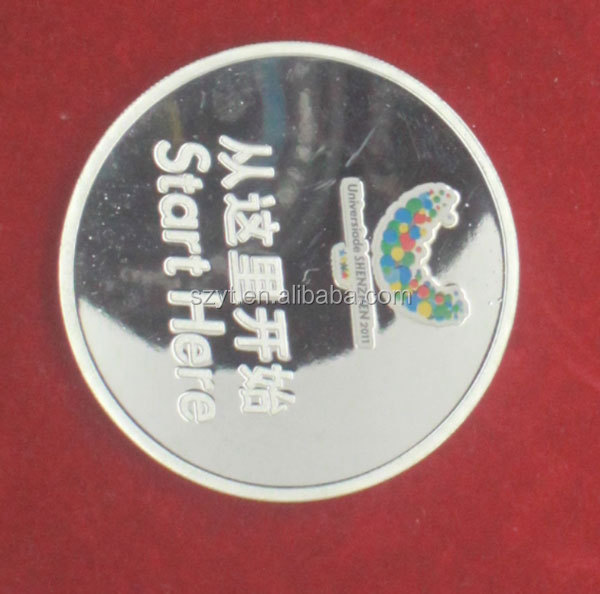 Universiade SHENZHEN 2011
从这里开始
Start Here
szyt.en.alibaba.com